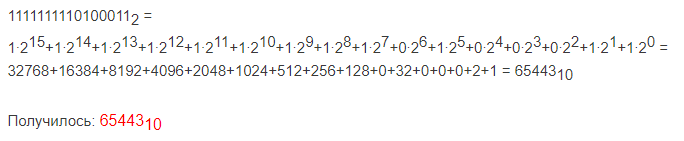 1111111110100011₂ =
1∙2¹⁵+1∙2¹⁴+1∙2¹³+1∙2¹²+1∙2¹¹+1∙2¹⁰+1∙2⁹+1∙2⁸+1∙2⁷+0∙2⁶+1∙2⁵+0∙2⁴+0∙2³+0∙2²+1∙2¹+1∙2⁰ =
32768+16384+8192+4096+2048+1024+512+256+128+0+32+0+0+0+2+1 = 65443₁₀
Получилось: 65443₁₀